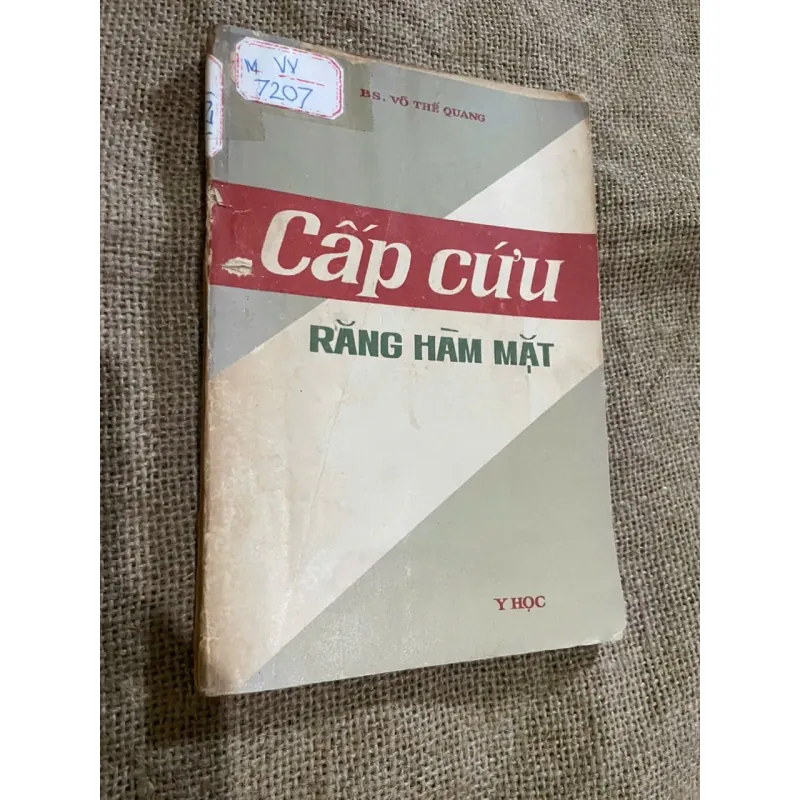 M VV
7207
BS. VÕ THẾ QUANG
Cấp cứu
RĂNG HÀM MẶT
Y HỌC